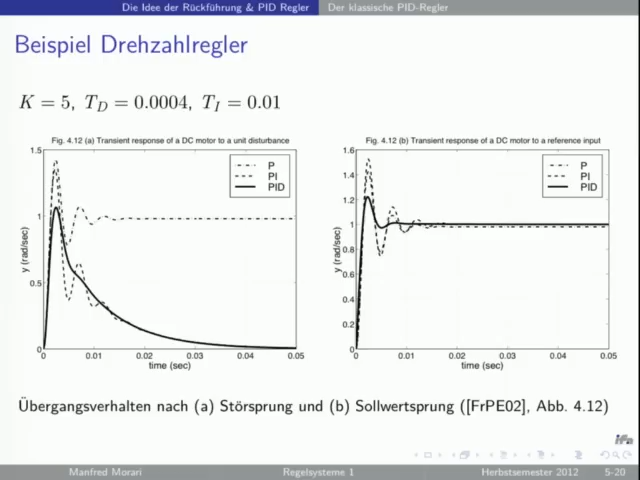 Die Idee der Rückführung & PID Regler Der klassische PID-Regler
Beispiel Drehzahlregler
K = 5, T_D = 0.0004, T_I = 0.01
Fig. 4.12 (a) Transient response of a DC motor to a unit disturbance
1.5
1
0.5
0
y (rad/sec)
P
PI
PID
0 0.01 0.02 0.03 0.04 0.05
time (sec)
Fig. 4.12 (b) Transient response of a DC motor to a reference input
1.6
1.4
1.2
1
0.8
0.6
0.4
0.2
0
y (rad/sec)
P
PI
PID
0 0.01 0.02 0.03 0.04 0.05
time (sec)
Übergangsverhalten nach (a) Störsprung und (b) Sollwertsprung ([FrPE02], Abb. 4.12)
ifa
Manfred Morari Regelsysteme 1 Herbstsemester 2012 5-20